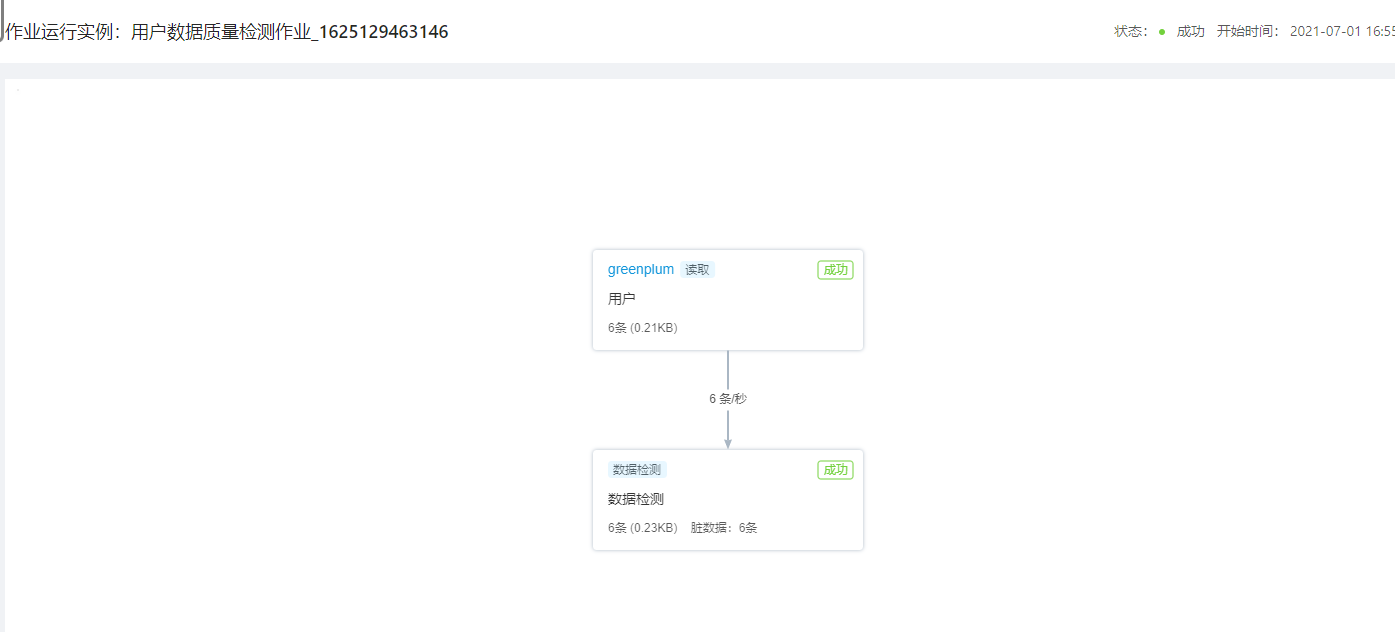 作业运行实例：用户数据质量检测作业_1625129463146
状态： 成功 开始时间： 2021-07-01 16:55
greenplum 读取 成功
用户
6条 (0.21KB)
6 条/秒
数据检测 成功
数据检测
6条 (0.23KB) 脏数据：6条